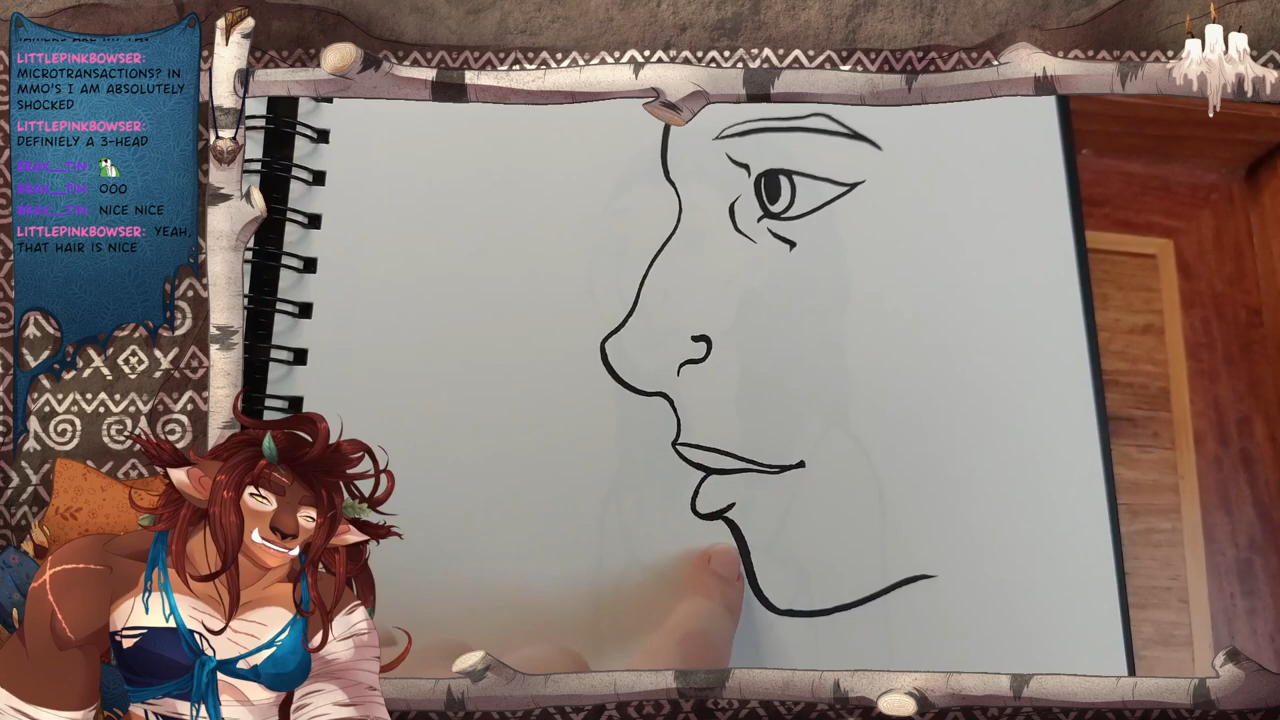 LITTLEPINKBOWSER:
MICROTRANSACTIONS? IN
MMO'S I AM ABSOLUTELY
SHOCKED
LITTLEPINKBOWSER:
DEFINIELY A 3-HEAD
OOO
NICE NICE
LITTLEPINKBOWSER: YEAH,
THAT HAIR IS NICE